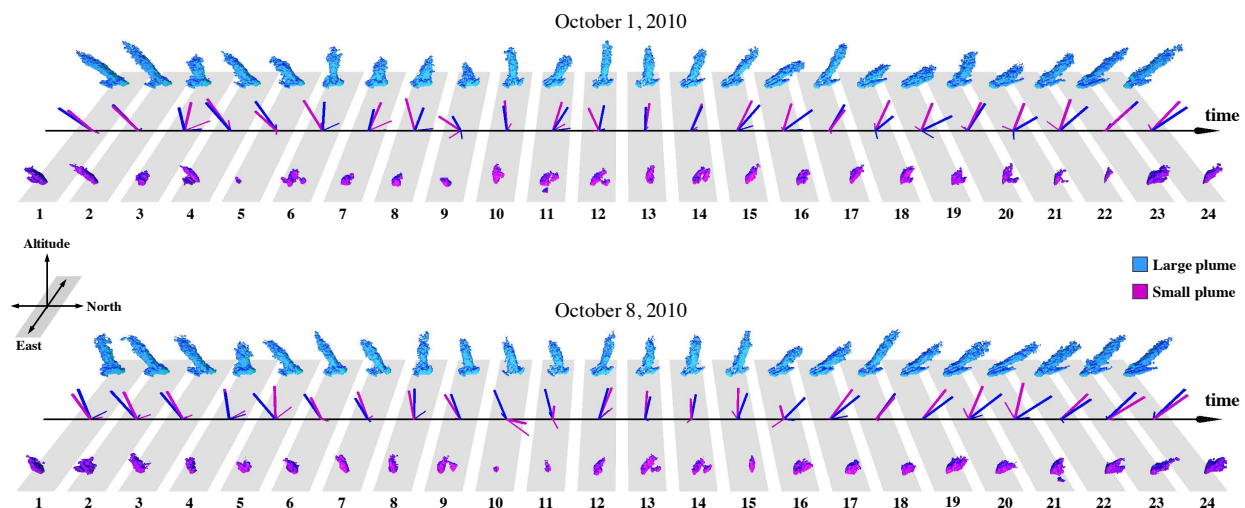 October 1, 2010
time
1 2 3 4 5 6 7 8 9 10 11 12 13 14 15 16 17 18 19 20 21 22 23 24
Altitude
North
East
Large plume
Small plume
October 8, 2010
time
1 2 3 4 5 6 7 8 9 10 11 12 13 14 15 16 17 18 19 20 21 22 23 24